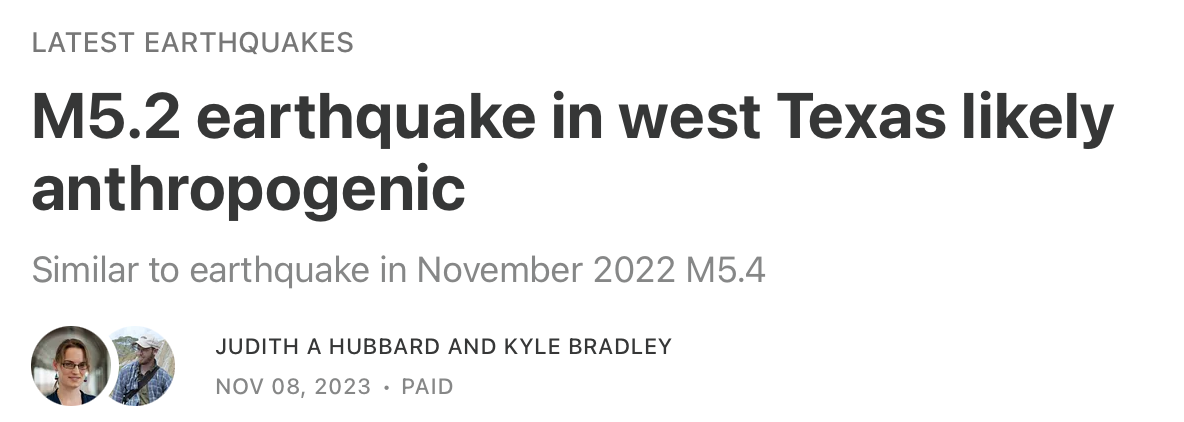 LATEST EARTHQUAKES
M5.2 earthquake in west Texas likely
anthropogenic
Similar to earthquake in November 2022 M5.4
JUDITH A HUBBARD AND KYLE BRADLEY
NOV 08, 2023 • PAID